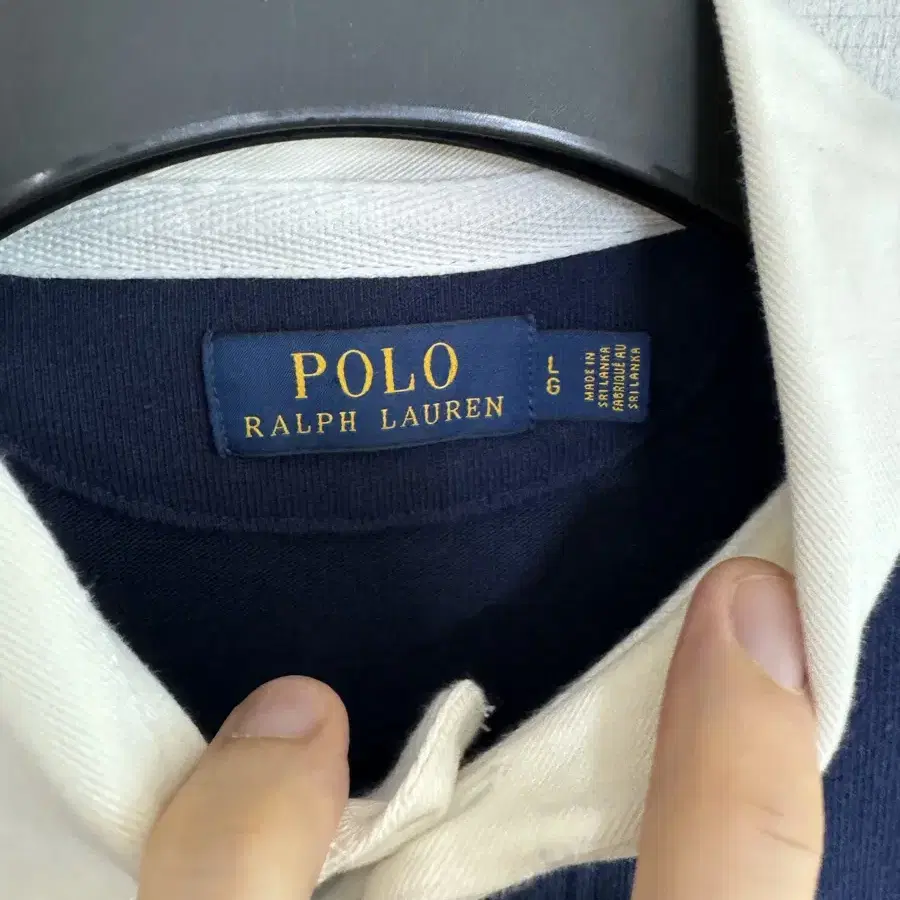 POLO
RALPH LAUREN
L
G
MADE IN
SRI LANKA
FABRIQUÉ AU
SRI LANKA